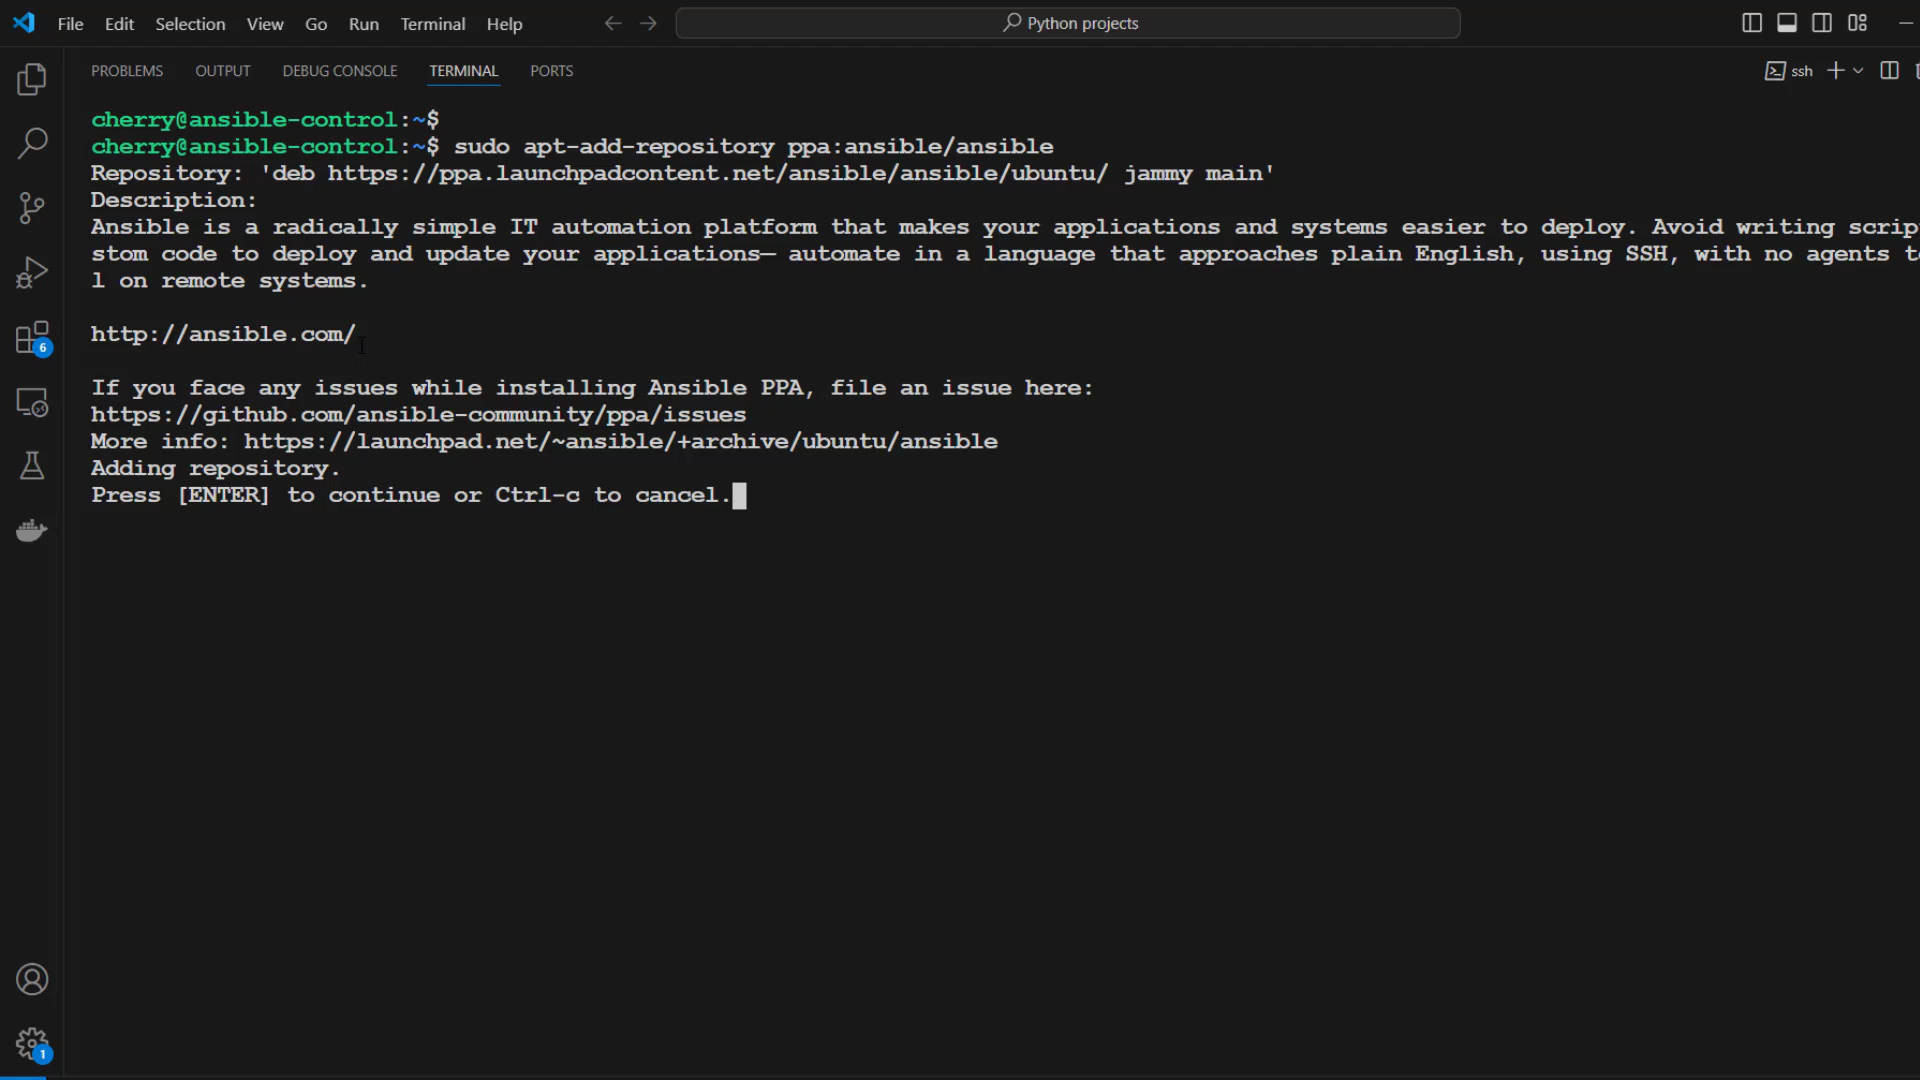 File Edit Selection View Go Run Terminal Help
Python projects
PROBLEMS OUTPUT DEBUG CONSOLE TERMINAL PORTS
ssh
cherry@ansible-control:~$
cherry@ansible-control:~$ sudo apt-add-repository ppa:ansible/ansible
Repository: 'deb https://ppa.launchpadcontent.net/ansible/ansible/ubuntu/ jammy main'
Description:
Ansible is a radically simple IT automation platform that makes your applications and systems easier to deploy. Avoid writing scrip
stom code to deploy and update your applications— automate in a language that approaches plain English, using SSH, with no agents t
l on remote systems.
http://ansible.com/
If you face any issues while installing Ansible PPA, file an issue here:
https://github.com/ansible-community/ppa/issues
More info: https://launchpad.net/~ansible/+archive/ubuntu/ansible
Adding repository.
Press [ENTER] to continue or Ctrl-c to cancel.
6
1